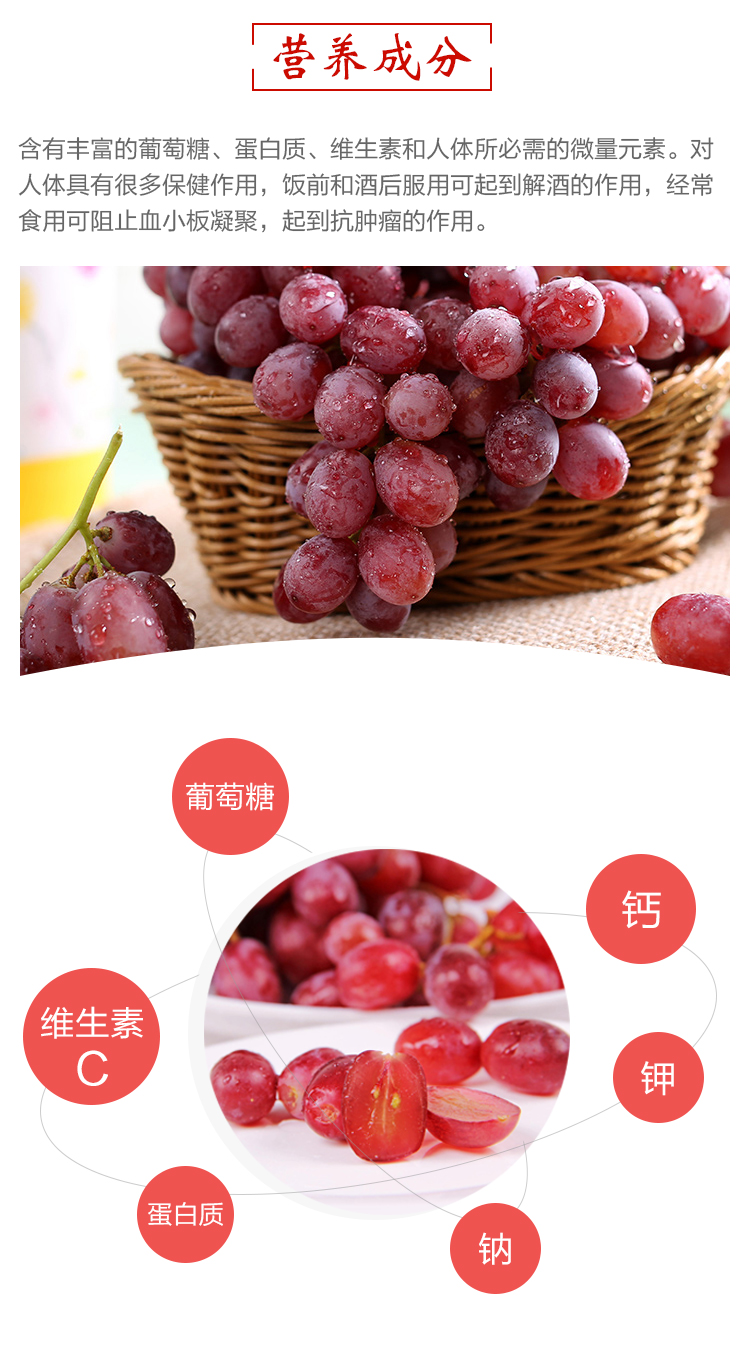 营养成分
含有丰富的葡萄糖、蛋白质、维生素和人体所必需的微量元素。对
人体具有很多保健作用，饭前和酒后服用可起到解酒的作用，经常
食用可阻止血小板凝聚，起到抗肿瘤的作用。
葡萄糖
钙
维生素
C
钾
蛋白质
钠